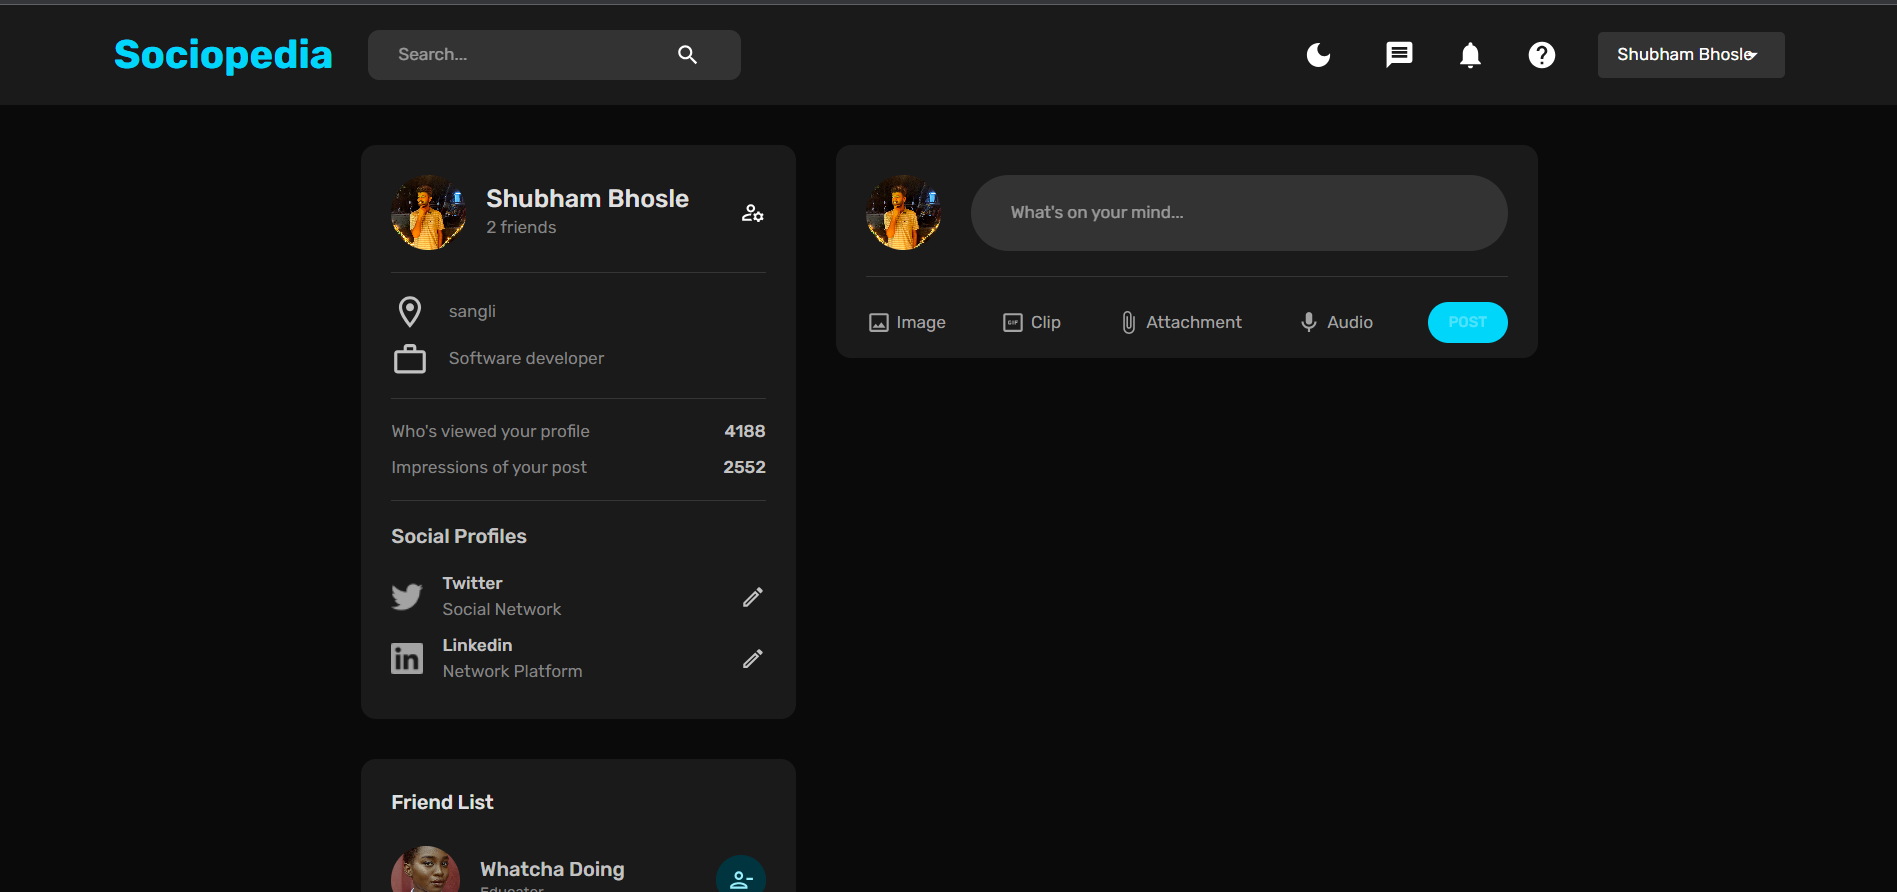 Sociopedia
Search...
Shubham Bhosle
Shubham Bhosle
2 friends
sangli
Software developer
Who's viewed your profile 4188
Impressions of your post 2552
Social Profiles
Twitter
Social Network
Linkedin
Network Platform
Friend List
Whatcha Doing
Educator
What's on your mind...
Image GIF Clip Attachment Audio POST